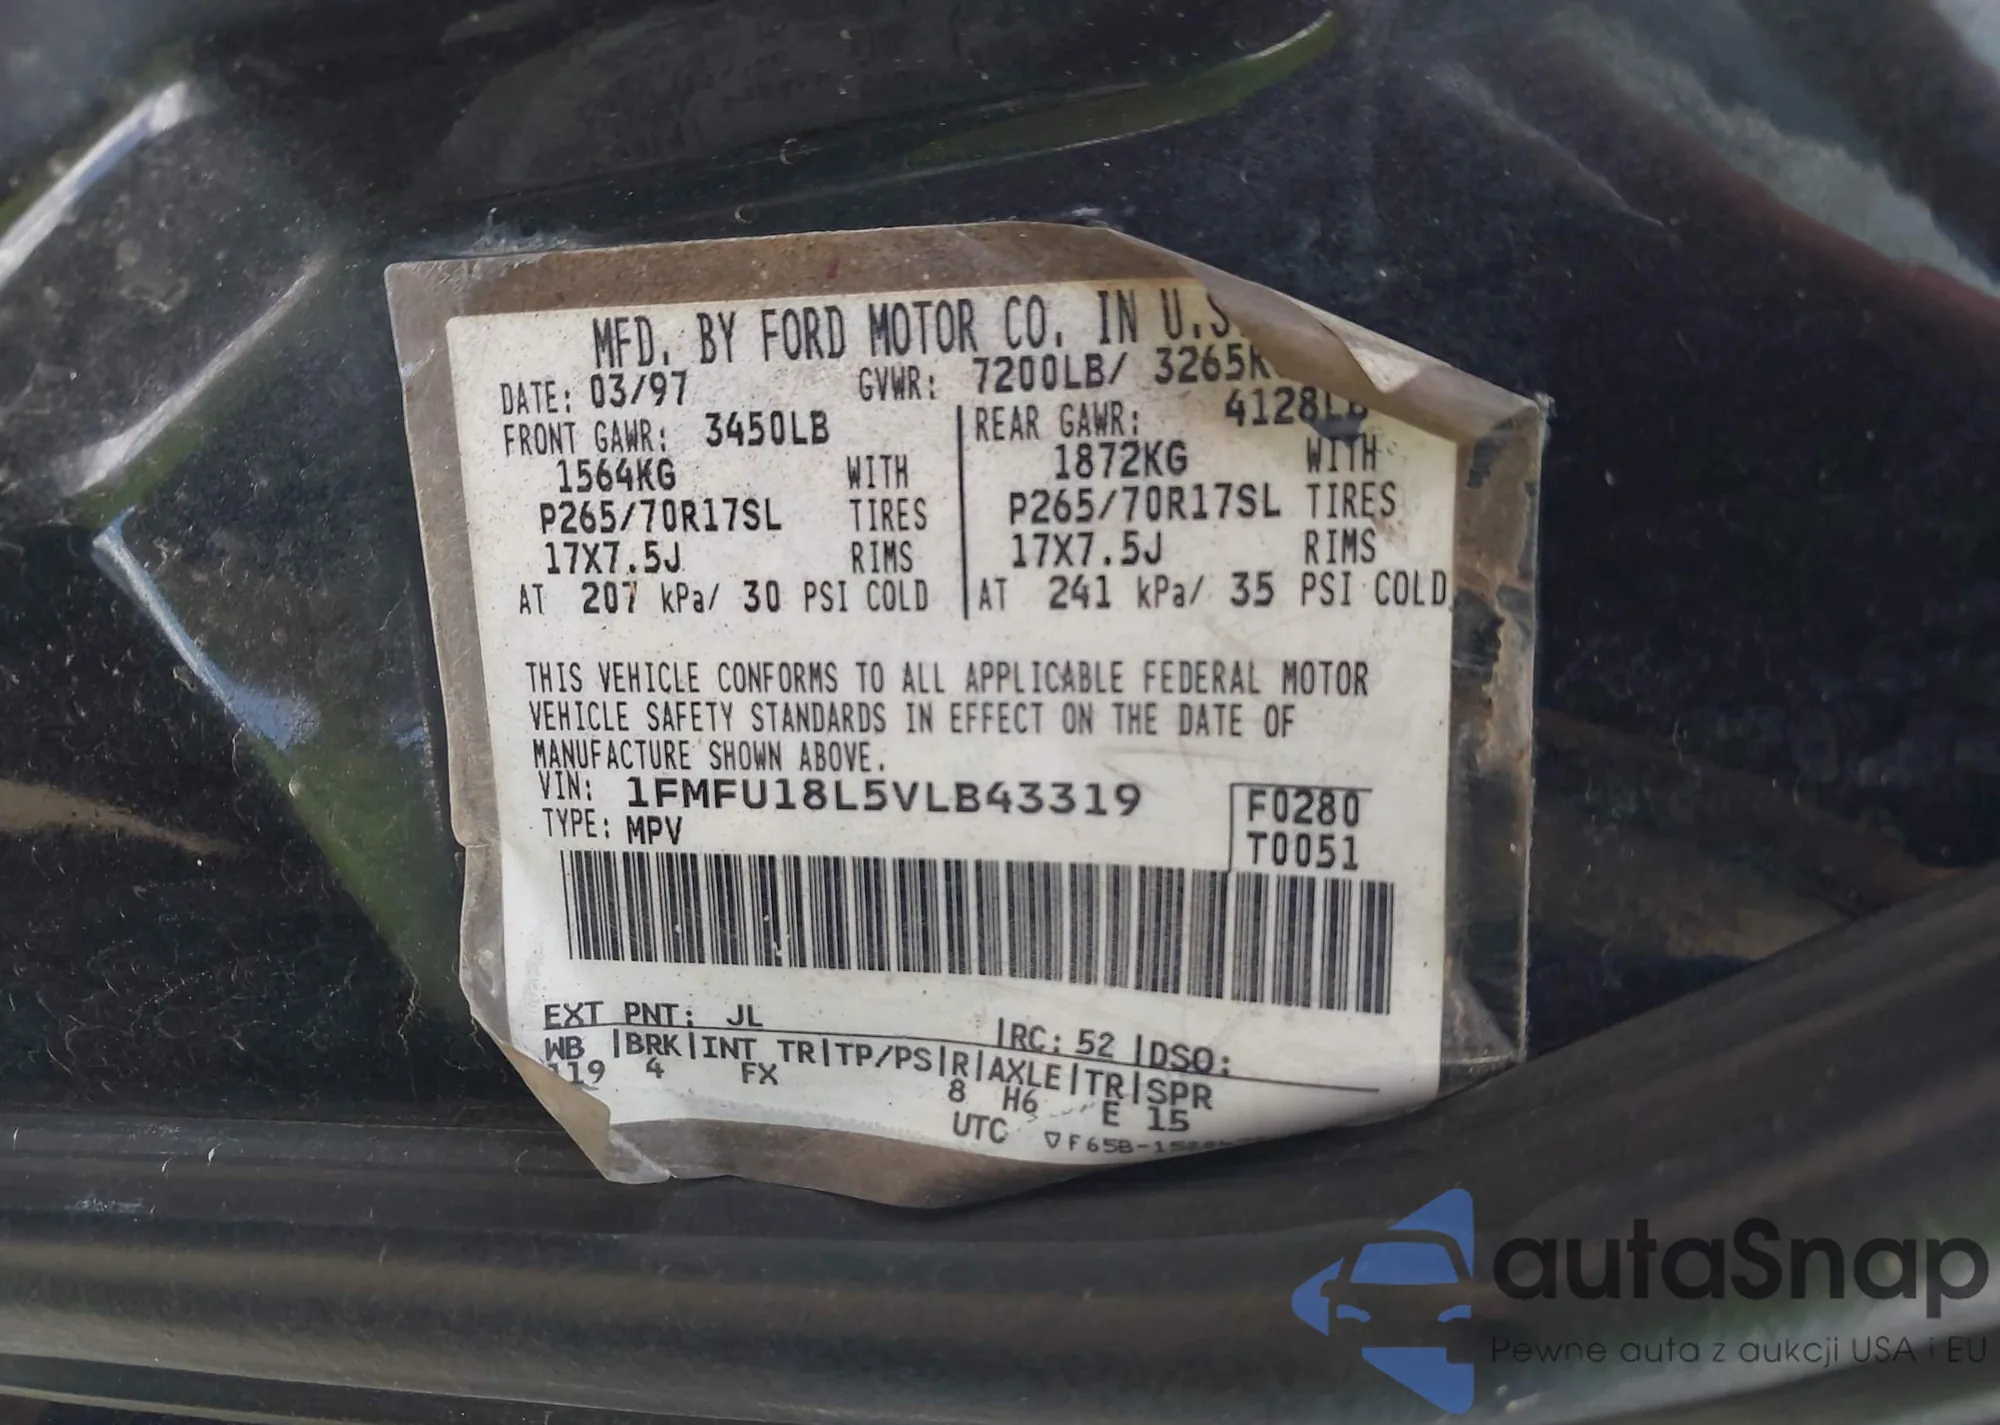 MFD. BY FORD MOTOR CO. IN U.S.
DATE: 03/97 GVWR: 7200LB/ 3265K
FRONT GAWR: 3450LB REAR GAWR: 4128LB
1564KG WITH 1872KG WITH
P265/70R17SL TIRES P265/70R17SL TIRES
17X7.5J RIMS 17X7.5J RIMS
AT 207 kPa/ 30 PSI COLD AT 241 kPa/ 35 PSI COLD
THIS VEHICLE CONFORMS TO ALL APPLICABLE FEDERAL MOTOR
VEHICLE SAFETY STANDARDS IN EFFECT ON THE DATE OF
MANUFACTURE SHOWN ABOVE.
VIN: 1FMFU18L5VLB43319 F0280
TYPE: MPV T0051
EXT PNT: JL RC: 52 DSO:
WB BRK INT TR TP/PS R AXLE TR SPR
119 4 FX 8 H6 E 15
UTC
autaSnap
Pewne auta z aukcji USA i EU